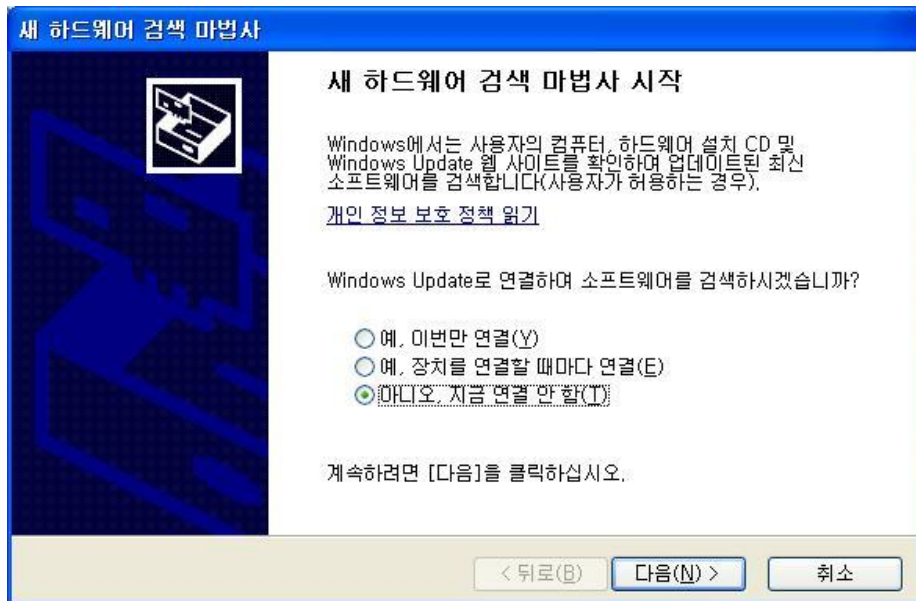 새 하드웨어 검색 마법사
새 하드웨어 검색 마법사 시작
Windows에서는 사용자의 컴퓨터, 하드웨어 설치 CD 및
Windows Update 웹 사이트를 확인하여 업데이트된 최신
소프트웨어를 검색합니다(사용자가 허용하는 경우).
개인 정보 보호 정책 읽기
Windows Update로 연결하여 소프트웨어를 검색하시겠습니까?
예, 이번만 연결(Y)
예, 장치를 연결할 때마다 연결(E)
아니오, 지금 연결 안 함(T)
계속하려면 [다음]을 클릭하십시오.
< 뒤로(B) 다음(N) > 취소